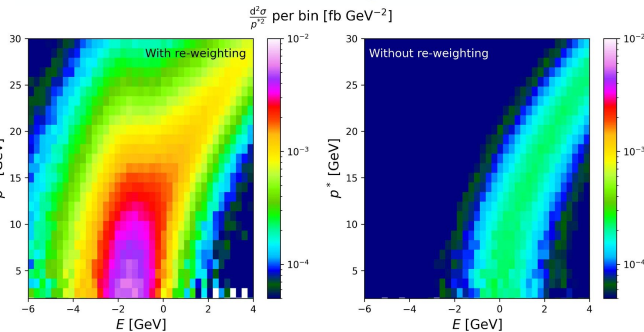 d²σ/p*² per bin [fb GeV⁻²]
With re-weighting
Without re-weighting
30
25
20
15
10
5
−6 −4 −2 0 2 4
E [GeV]
10⁻²
10⁻³
10⁻⁴
p* [GeV]
30
25
20
15
10
5
−6 −4 −2 0 2 4
E [GeV]
10⁻²
10⁻³
10⁻⁴